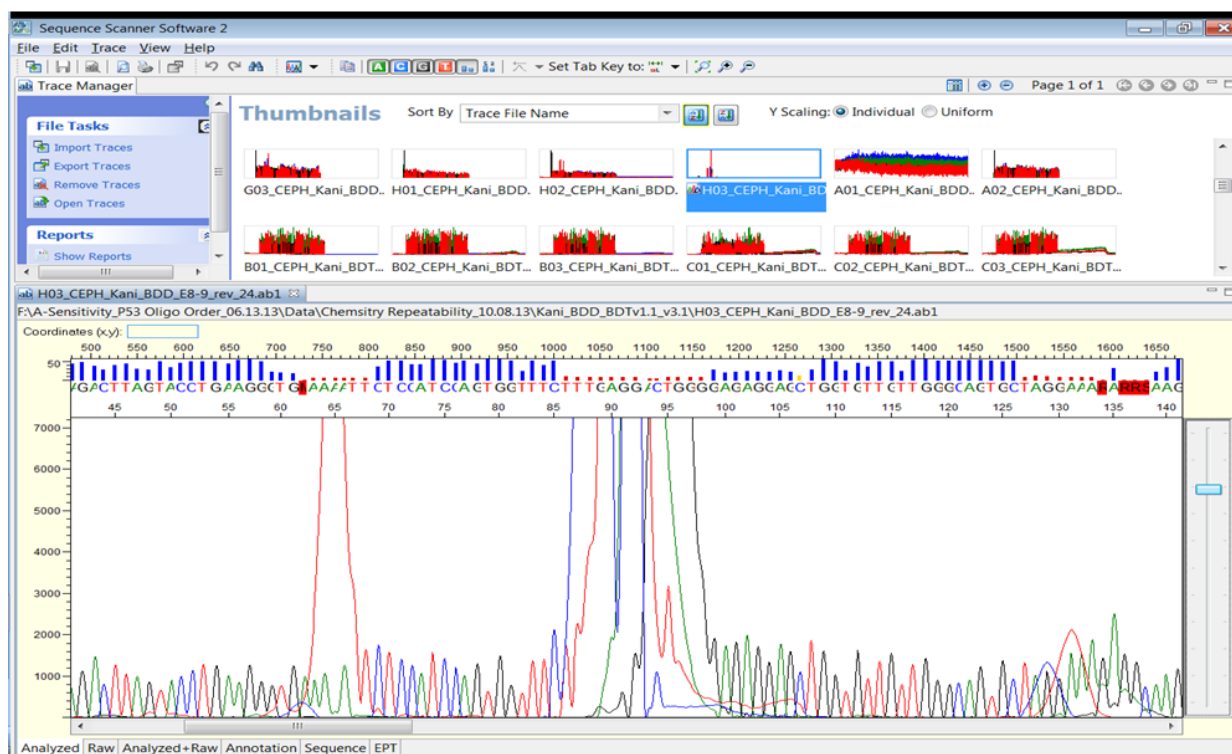 Sequence Scanner Software 2
File Edit Trace View Help
A C G T Set Tab Key to:
Trace Manager Page 1 of 1
File Tasks
Import Traces
Export Traces
Remove Traces
Open Traces
Reports
Show Reports
Thumbnails Sort By Trace File Name Y Scaling: Individual Uniform
G03_CEPH_Kani_BDD.. H01_CEPH_Kani_BDD. H02_CEPH_Kani_BDD. H03_CEPH_Kani_BD A01_CEPH_Kani_BDD.. A02_CEPH_Kani_BDD..
B01_CEPH_Kani_BDT... B02_CEPH_Kani_BDT... B03_CEPH_Kani_BDT... C01_CEPH_Kani_BDT... C02_CEPH_Kani_BDT... C03_CEPH_Kani_BDT...
H03_CEPH_Kani_BDD_E8-9_rev_24.ab1
F:\A-Sensitivity_P53 Oligo Order_06.13.13\Data\Chemsitry Repeatability_10.08.13\Kani_BDD_BDTv1.1_v3.1\H03_CEPH_Kani_BDD_E8-9_rev_24.ab1
Coordinates (x,y):
500 550 600 650 700 750 800 850 900 950 1000 1050 1100 1150 1200 1250 1300 1350 1400 1450 1500 1550 1600 1650
50
45 50 55 60 65 70 75 80 85 90 95 100 105 110 115 120 125 130 135 140
7000
6000
5000
4000
3000
2000
1000
Analyzed Raw Analyzed+Raw Annotation Sequence EPT